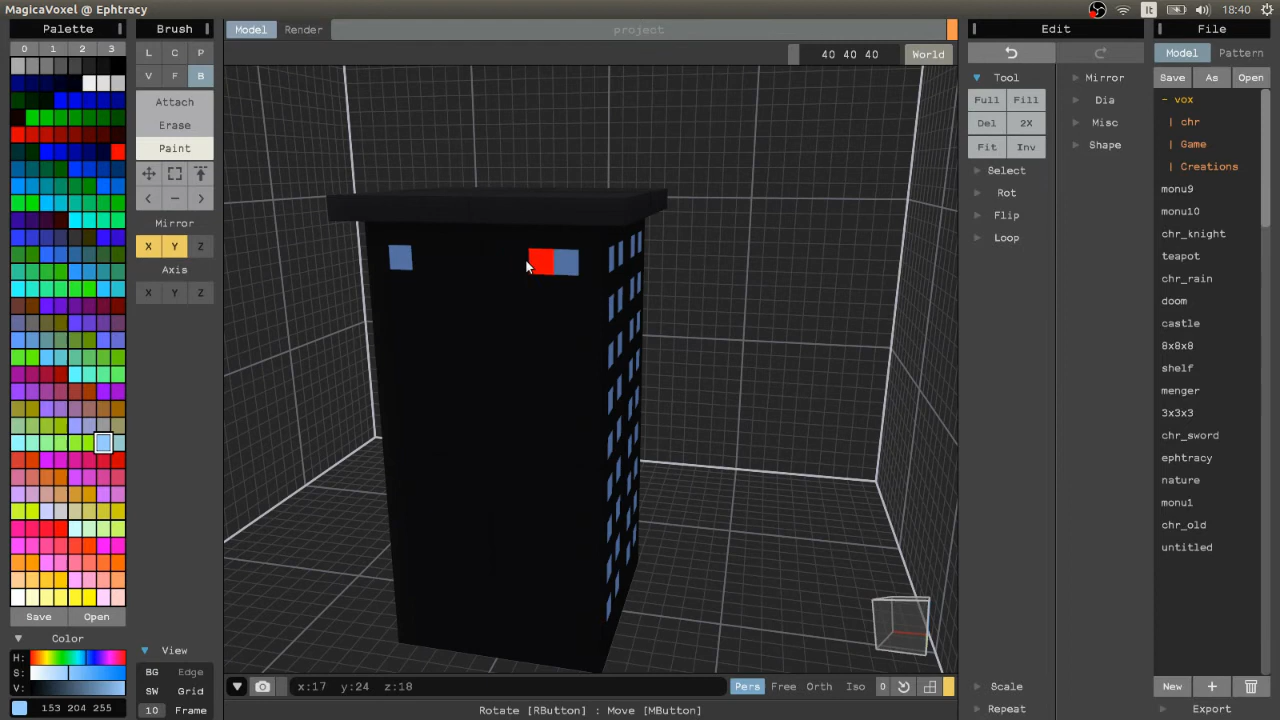 MagicaVoxel @ Ephtracy
It
18:40
Palette
Brush
Model
Render
project
Edit
File
0 1 2 3
L C P
V F B
Attach
Erase
Paint
Mirror
X Y Z
Axis
X Y Z
40 40 40
World
Tool
Full Fill
Del 2X
Fit Inv
Select
Rot
Flip
Loop
Mirror
Dia
Misc
Shape
Model Pattern
Save As Open
- vox
| chr
| Game
| Creations
monu9
monu10
chr_knight
teapot
chr_rain
doom
castle
8x8x8
shelf
menger
3x3x3
chr_sword
ephtracy
nature
monu1
chr_old
untitled
Save Open
Color
H:
S:
V:
153 204 255
View
BG Edge
SW Grid
10 Frame
x:17 y:24 z:18
Pers Free Orth Iso 0
Rotate [RButton] : Move [MButton]
Scale
Repeat
New +
Export